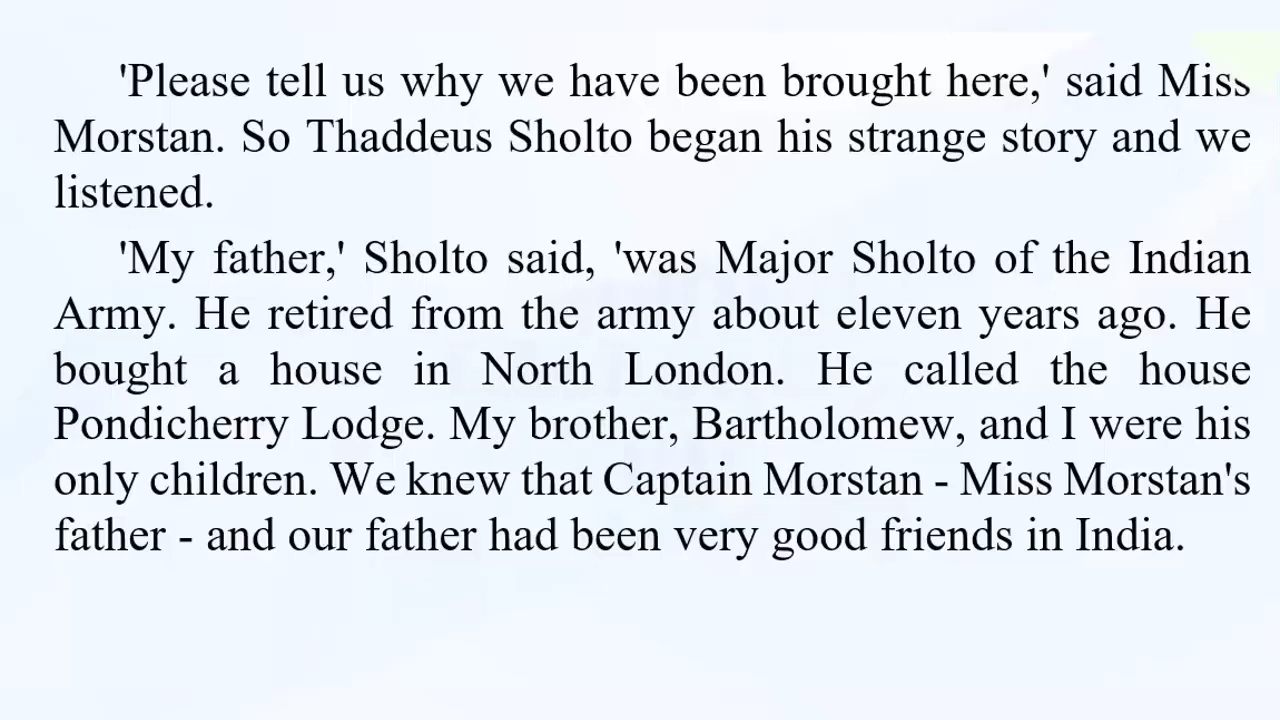 'Please tell us why we have been brought here,' said Miss
Morstan. So Thaddeus Sholto began his strange story and we
listened.
'My father,' Sholto said, 'was Major Sholto of the Indian
Army. He retired from the army about eleven years ago. He
bought a house in North London. He called the house
Pondicherry Lodge. My brother, Bartholomew, and I were his
only children. We knew that Captain Morstan - Miss Morstan's
father - and our father had been very good friends in India.